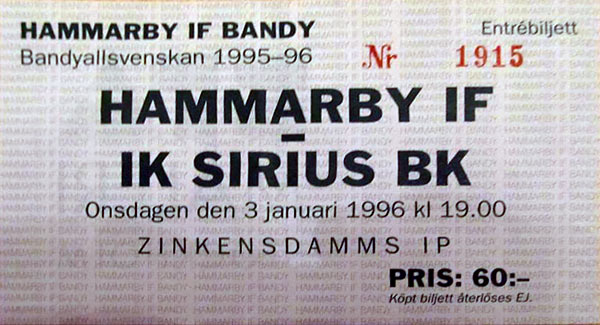 HAMMARBY IF BANDY Entrébiljett
Bandyallsvenskan 1995–96 Nr 1915
HAMMARBY IF
–
IK SIRIUS BK
Onsdagen den 3 januari 1996 kl 19.00
ZINKENSDAMMS IP
PRIS: 60:–
Köpt biljett återlöses EJ.